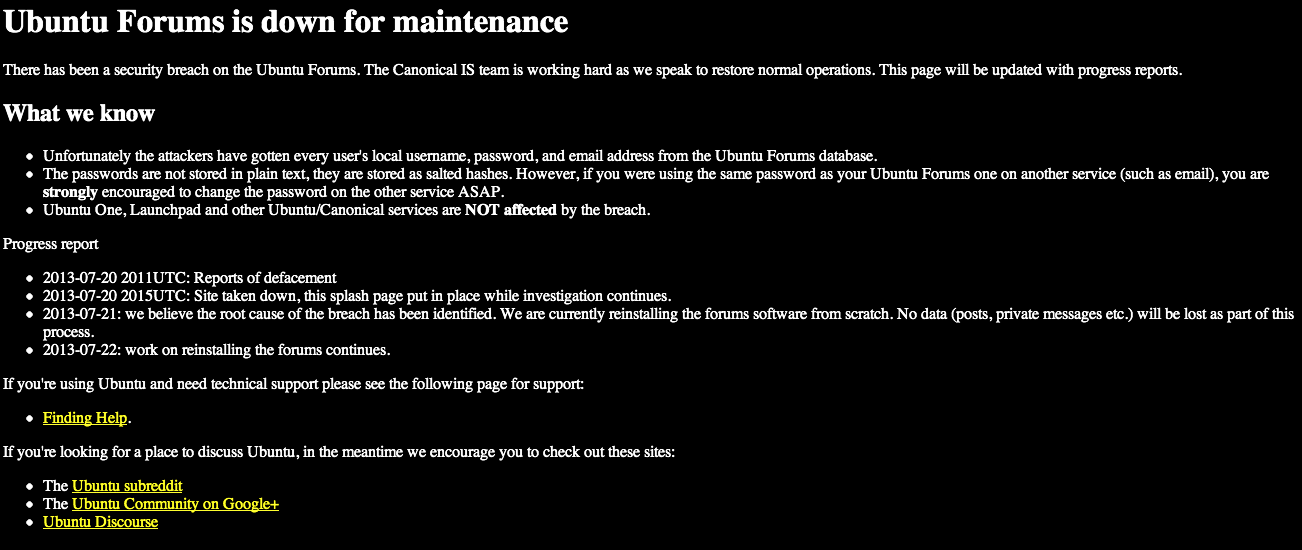 Ubuntu Forums is down for maintenance
There has been a security breach on the Ubuntu Forums. The Canonical IS team is working hard as we speak to restore normal operations. This page will be updated with progress reports.
What we know
Unfortunately the attackers have gotten every user's local username, password, and email address from the Ubuntu Forums database.
The passwords are not stored in plain text, they are stored as salted hashes. However, if you were using the same password as your Ubuntu Forums one on another service (such as email), you are
strongly encouraged to change the password on the other service ASAP.
Ubuntu One, Launchpad and other Ubuntu/Canonical services are NOT affected by the breach.
Progress report
2013-07-20 2011UTC: Reports of defacement
2013-07-20 2015UTC: Site taken down, this splash page put in place while investigation continues.
2013-07-21: we believe the root cause of the breach has been identified. We are currently reinstalling the forums software from scratch. No data (posts, private messages etc.) will be lost as part of this
process.
2013-07-22: work on reinstalling the forums continues.
If you're using Ubuntu and need technical support please see the following page for support:
Finding Help.
If you're looking for a place to discuss Ubuntu, in the meantime we encourage you to check out these sites:
The Ubuntu subreddit
The Ubuntu Community on Google+
Ubuntu Discourse